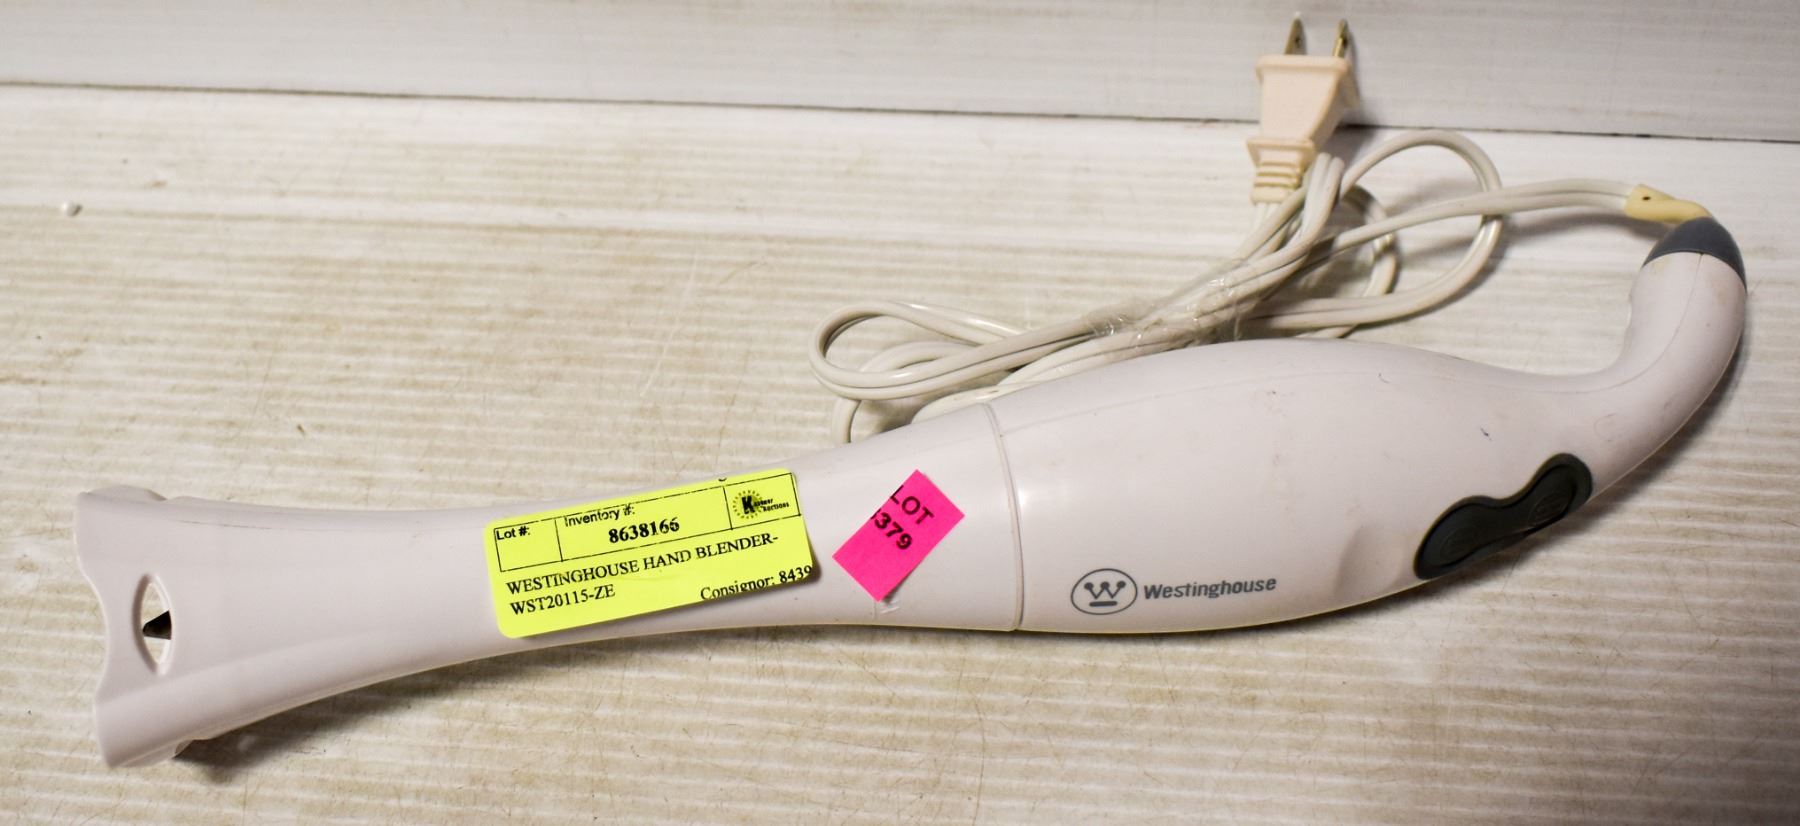 Lot #:
Inventory #:
8638166
WESTINGHOUSE HAND BLENDER-
WST20115-ZE
Consignor: 8439
LOT
379
Westinghouse